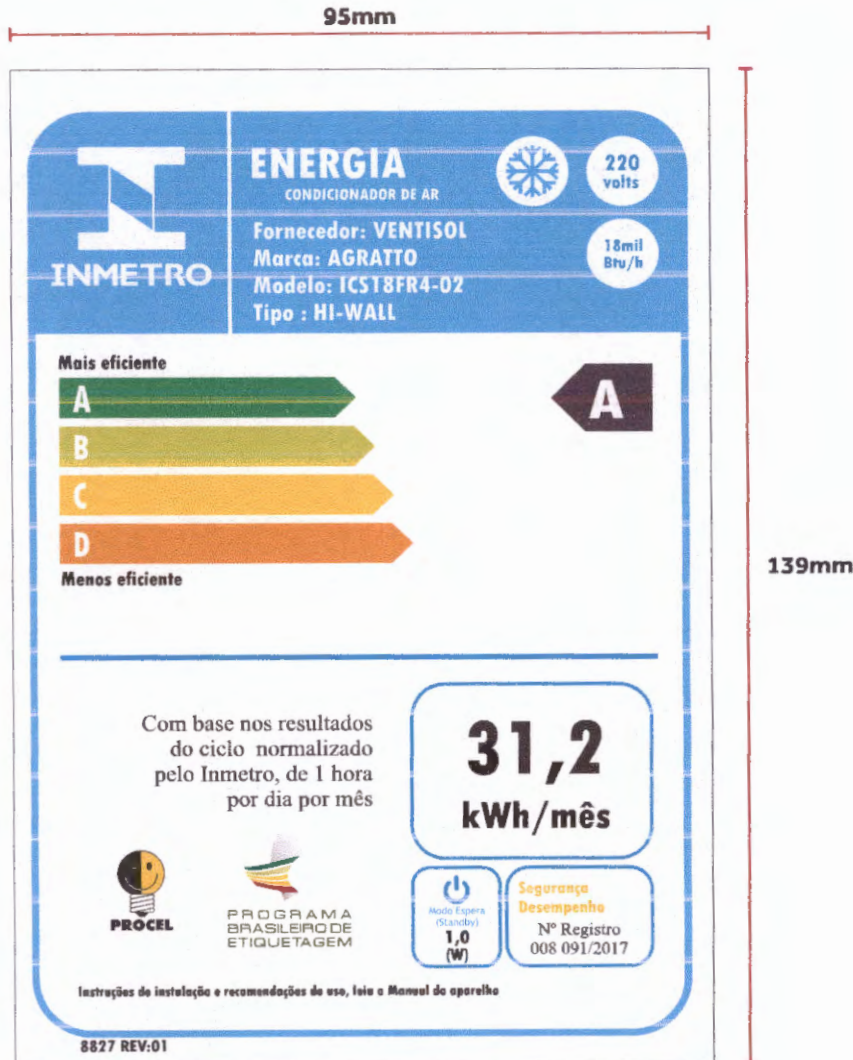 95mm
139mm
INMETRO
ENERGIA
CONDICIONADOR DE AR
220
volts
18mil
Btu/h
Fornecedor: VENTISOL
Marca: AGRATTO
Modelo: ICS18FR4-02
Tipo : HI-WALL
Mais eficiente
A
A
B
C
D
Menos eficiente
Com base nos resultados
do ciclo normalizado
pelo Inmetro, de 1 hora
por dia por mês
31,2
kWh/mês
PROCEL
PROGRAMA
BRASILEIRO DE
ETIQUETAGEM
Modo Espera
(Standby)
1,0
(W)
Segurança
Desempenho
Nº Registro
008 091/2017
Instruções de instalação e recomendações de uso, leia o Manual do aparelho
8827 REV:01